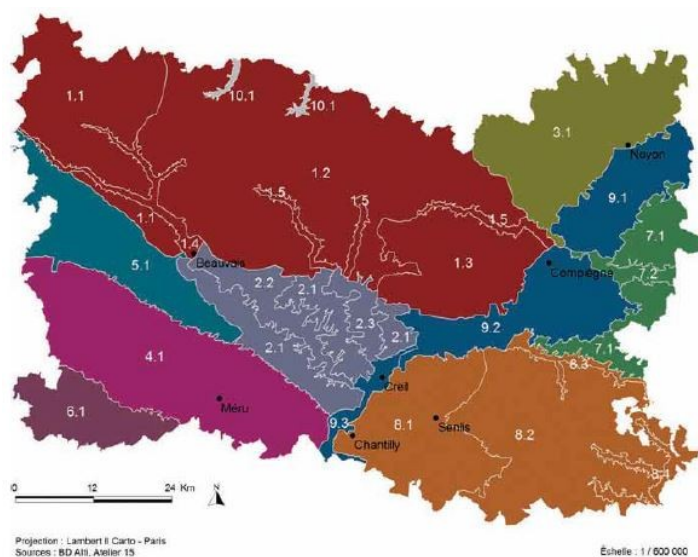 1.1
10.1
10.1
3.1
Noyon
1.2
9.1
1.5
1.5
1.5
1.1
7.1
1.4
Beauvais
7.2
Compiègne
5.1
1.3
2.2
2.1
2.3
2.1
2.1
9.2
7.1
8.3
4.1
Creil
6.1
Méru
9.3
8.1
Senlis
8.2
Chantilly
0 12 24 Km
N
Projection : Lambert II Carto - Paris
Sources : BD Alti, Atelier 15
Échelle : 1 / 600 000